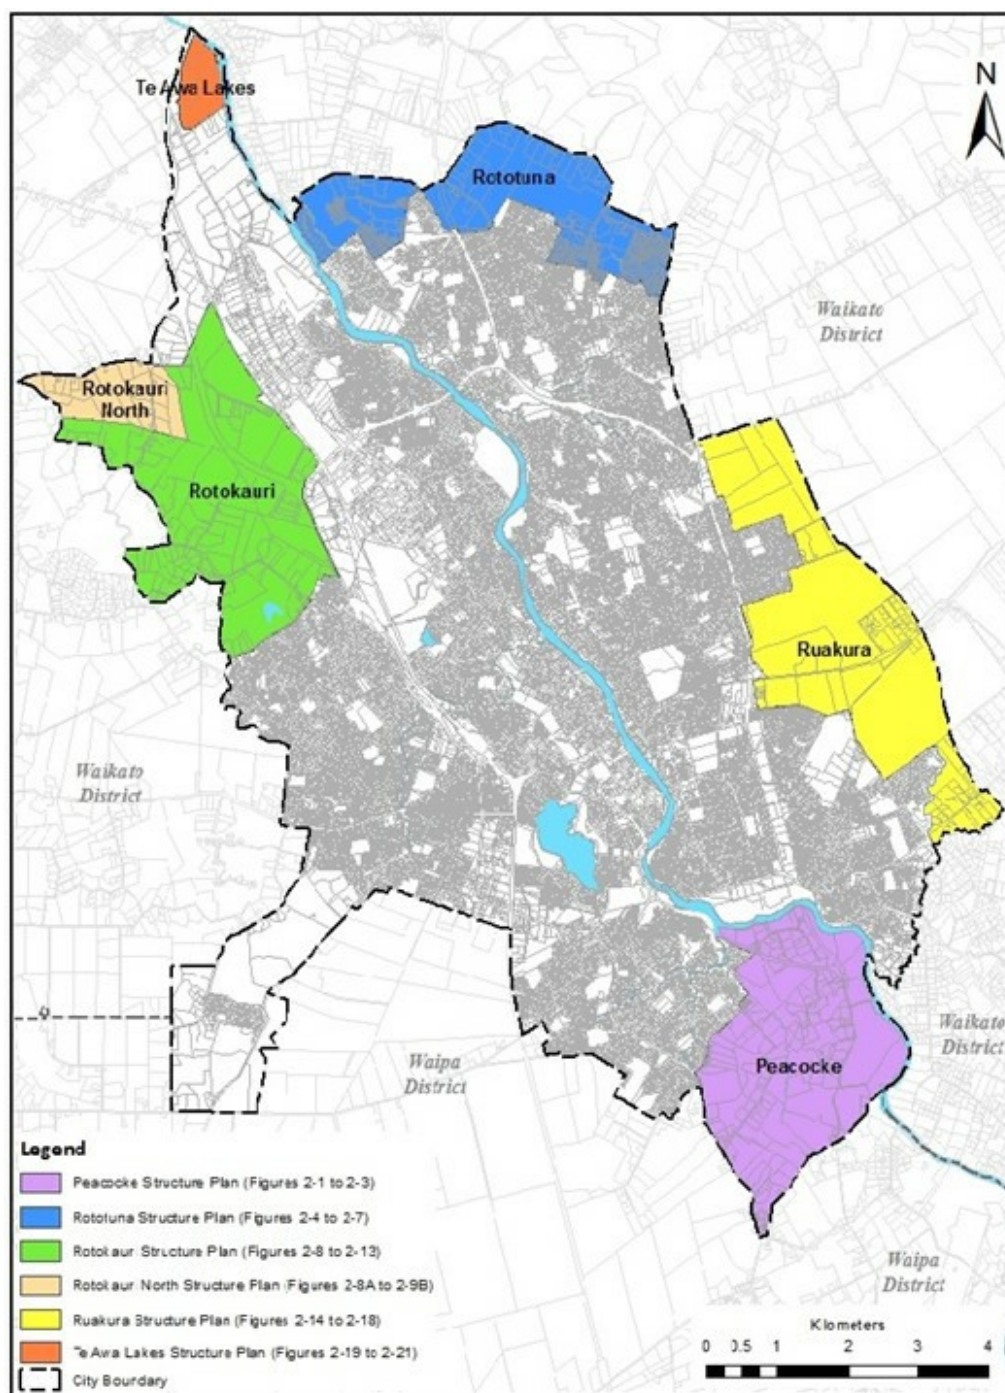 N
Te Awa Lakes
Rototuna
Waikato
District
Rotokauri
North
Rotokauri
Ruakura
Waikato
District
Waikato
District
Waipa
District
Peacocke
Waipa
District
Legend
Peacocke Structure Plan (Figures 2-1 to 2-3)
Rototuna Structure Plan (Figures 2-4 to 2-7)
Rotokauri Structure Plan (Figures 2-8 to 2-13)
Rotokauri North Structure Plan (Figures 2-8A to 2-9B)
Ruakura Structure Plan (Figures 2-14 to 2-18)
Te Awa Lakes Structure Plan (Figures 2-19 to 2-21)
City Boundary
Kilometers
0 0.5 1 2 3 4